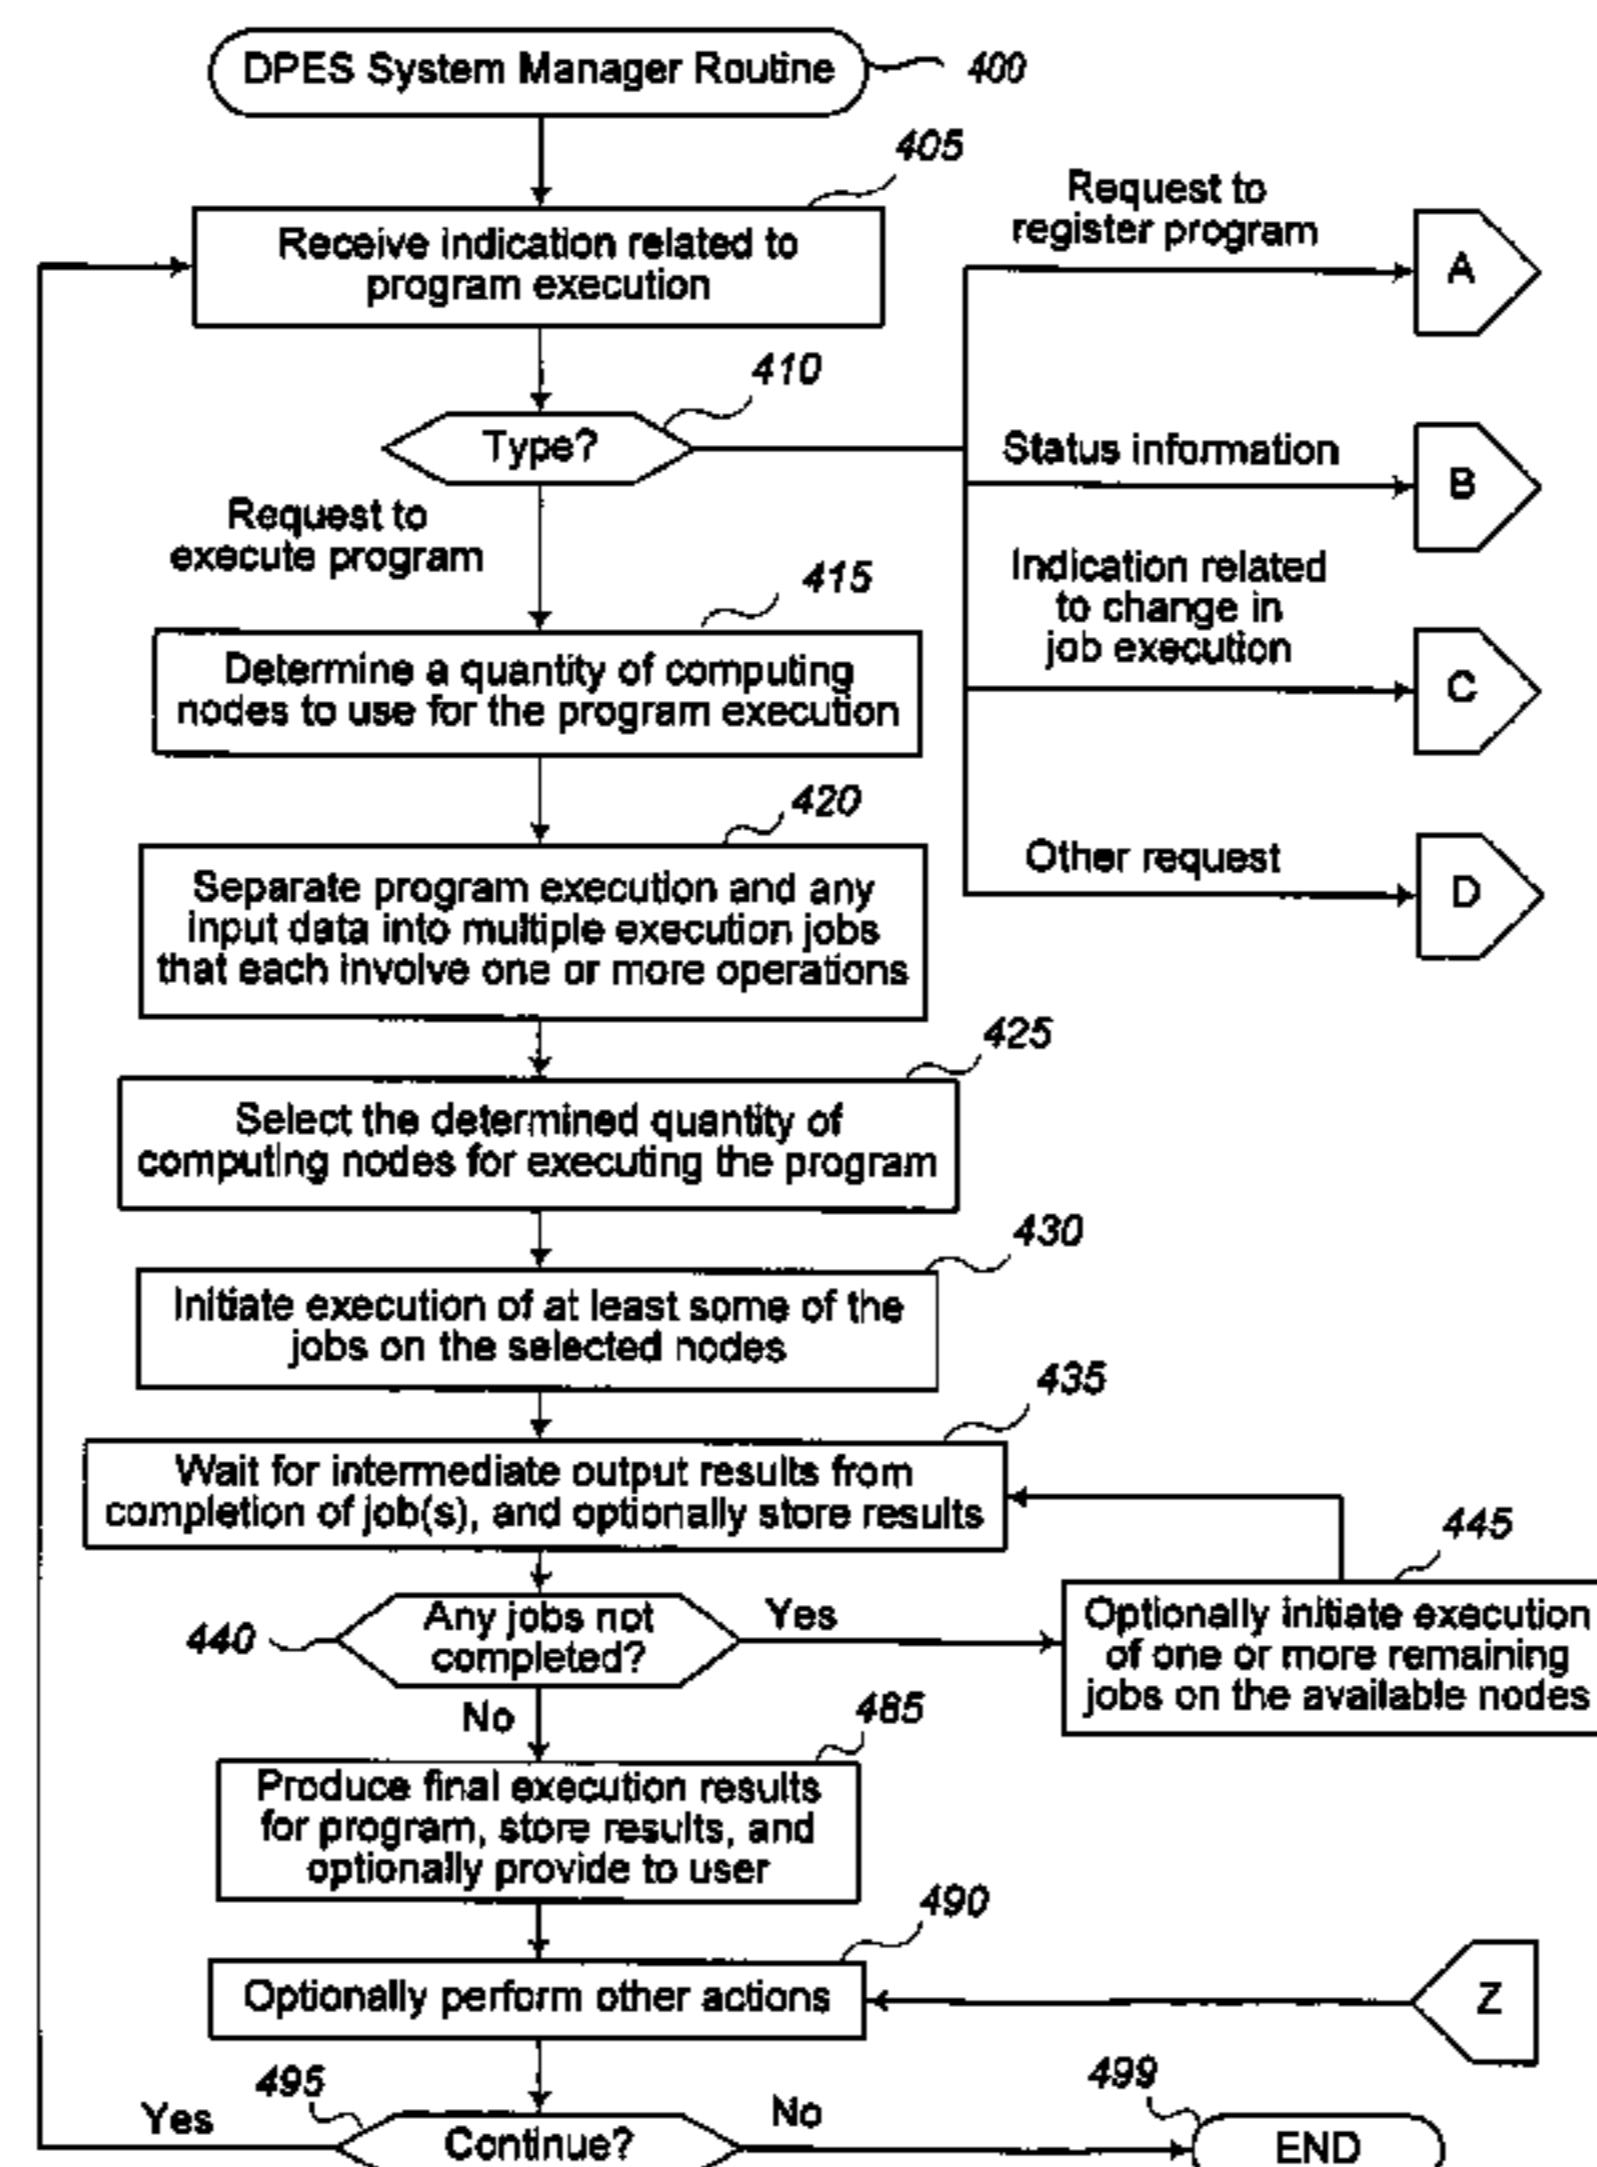 DPES System Manager Routine
400
405
Receive indication related to
program execution
410
Type?
Request to
register program
A
Status information
B
Indication related
to change in
job execution
C
Other request
D
Request to
execute program
415
Determine a quantity of computing
nodes to use for the program execution
420
Separate program execution and any
input data into multiple execution jobs
that each involve one or more operations
425
Select the determined quantity of
computing nodes for executing the program
430
Initiate execution of at least some of the
jobs on the selected nodes
435
Wait for intermediate output results from
completion of job(s), and optionally store results
440
Any jobs not
completed?
Yes
445
Optionally initiate execution
of one or more remaining
jobs on the available nodes
No
485
Produce final execution results
for program, store results, and
optionally provide to user
490
Optionally perform other actions
Z
495
Yes
Continue?
No
499
END